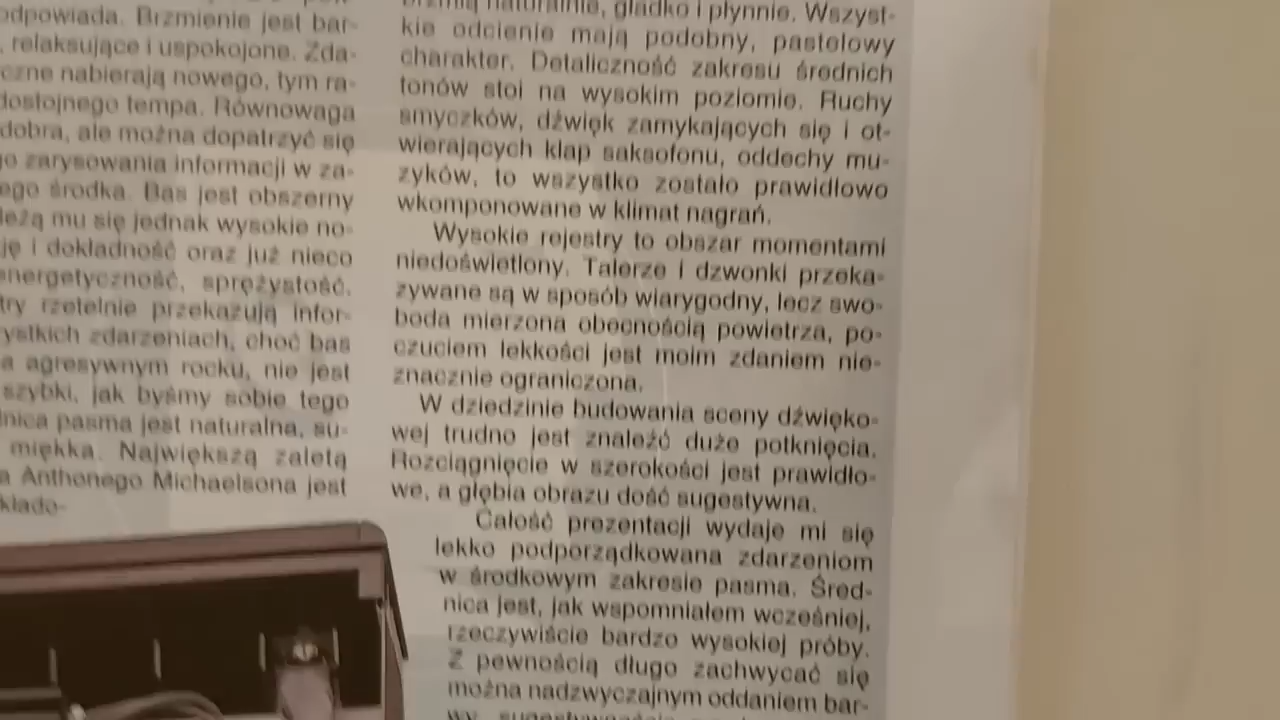 odpowiada. Brzmienie jest bar-
, relaksujące i uspokojone. Zda-
czne nabierają nowego, tym ra-
dostojnego tempa. Równowaga
dobra, ale można dopatrzyć się
go zarysowania informacji w za-
ego środka. Bas jest obszerny
leżą mu się jednak wysokie no-
ję i dokładność oraz już nieco
energetyczność, sprężystość.
try rzetelnie przekazują infor-
ystkich zdarzeniach, choć bas
a agresywnym rocku, nie jest
szybki, jak byśmy sobie tego
nica pasma jest naturalna, su-
miękka. Największą zaletą
a Anthonego Michaelsona jest
kłado-
brzmią naturalnie, gładko i płynnie. Wszyst-
kie odcienie mają podobny, pastelowy
charakter. Detaliczność zakresu średnich
tonów stoi na wysokim poziomie. Ruchy
smyczków, dźwięk zamykających się i ot-
wierających klap saksofonu, oddechy mu-
zyków, to wszystko zostało prawidłowo
wkomponowane w klimat nagrań.
Wysokie rejestry to obszar momentami
niedoświetlony. Talerze i dzwonki przeka-
zywane są w sposób wiarygodny, lecz swo-
boda mierzona obecnością powietrza, po-
czuciem lekkości jest moim zdaniem nie-
znacznie ograniczona.
W dziedzinie budowania sceny dźwięko-
wej trudno jest znaleźć duże potknięcia.
Rozciągnięcie w szerokości jest prawidło-
we, a głębia obrazu dość sugestywna.
Całość prezentacji wydaje mi się
lekko podporządkowana zdarzeniom
w środkowym zakresie pasma. Śred-
nica jest, jak wspomniałem wcześniej,
rzeczywiście bardzo wysokiej próby.
Z pewnością długo zachwycać się
można nadzwyczajnym oddaniem bar-
wy,